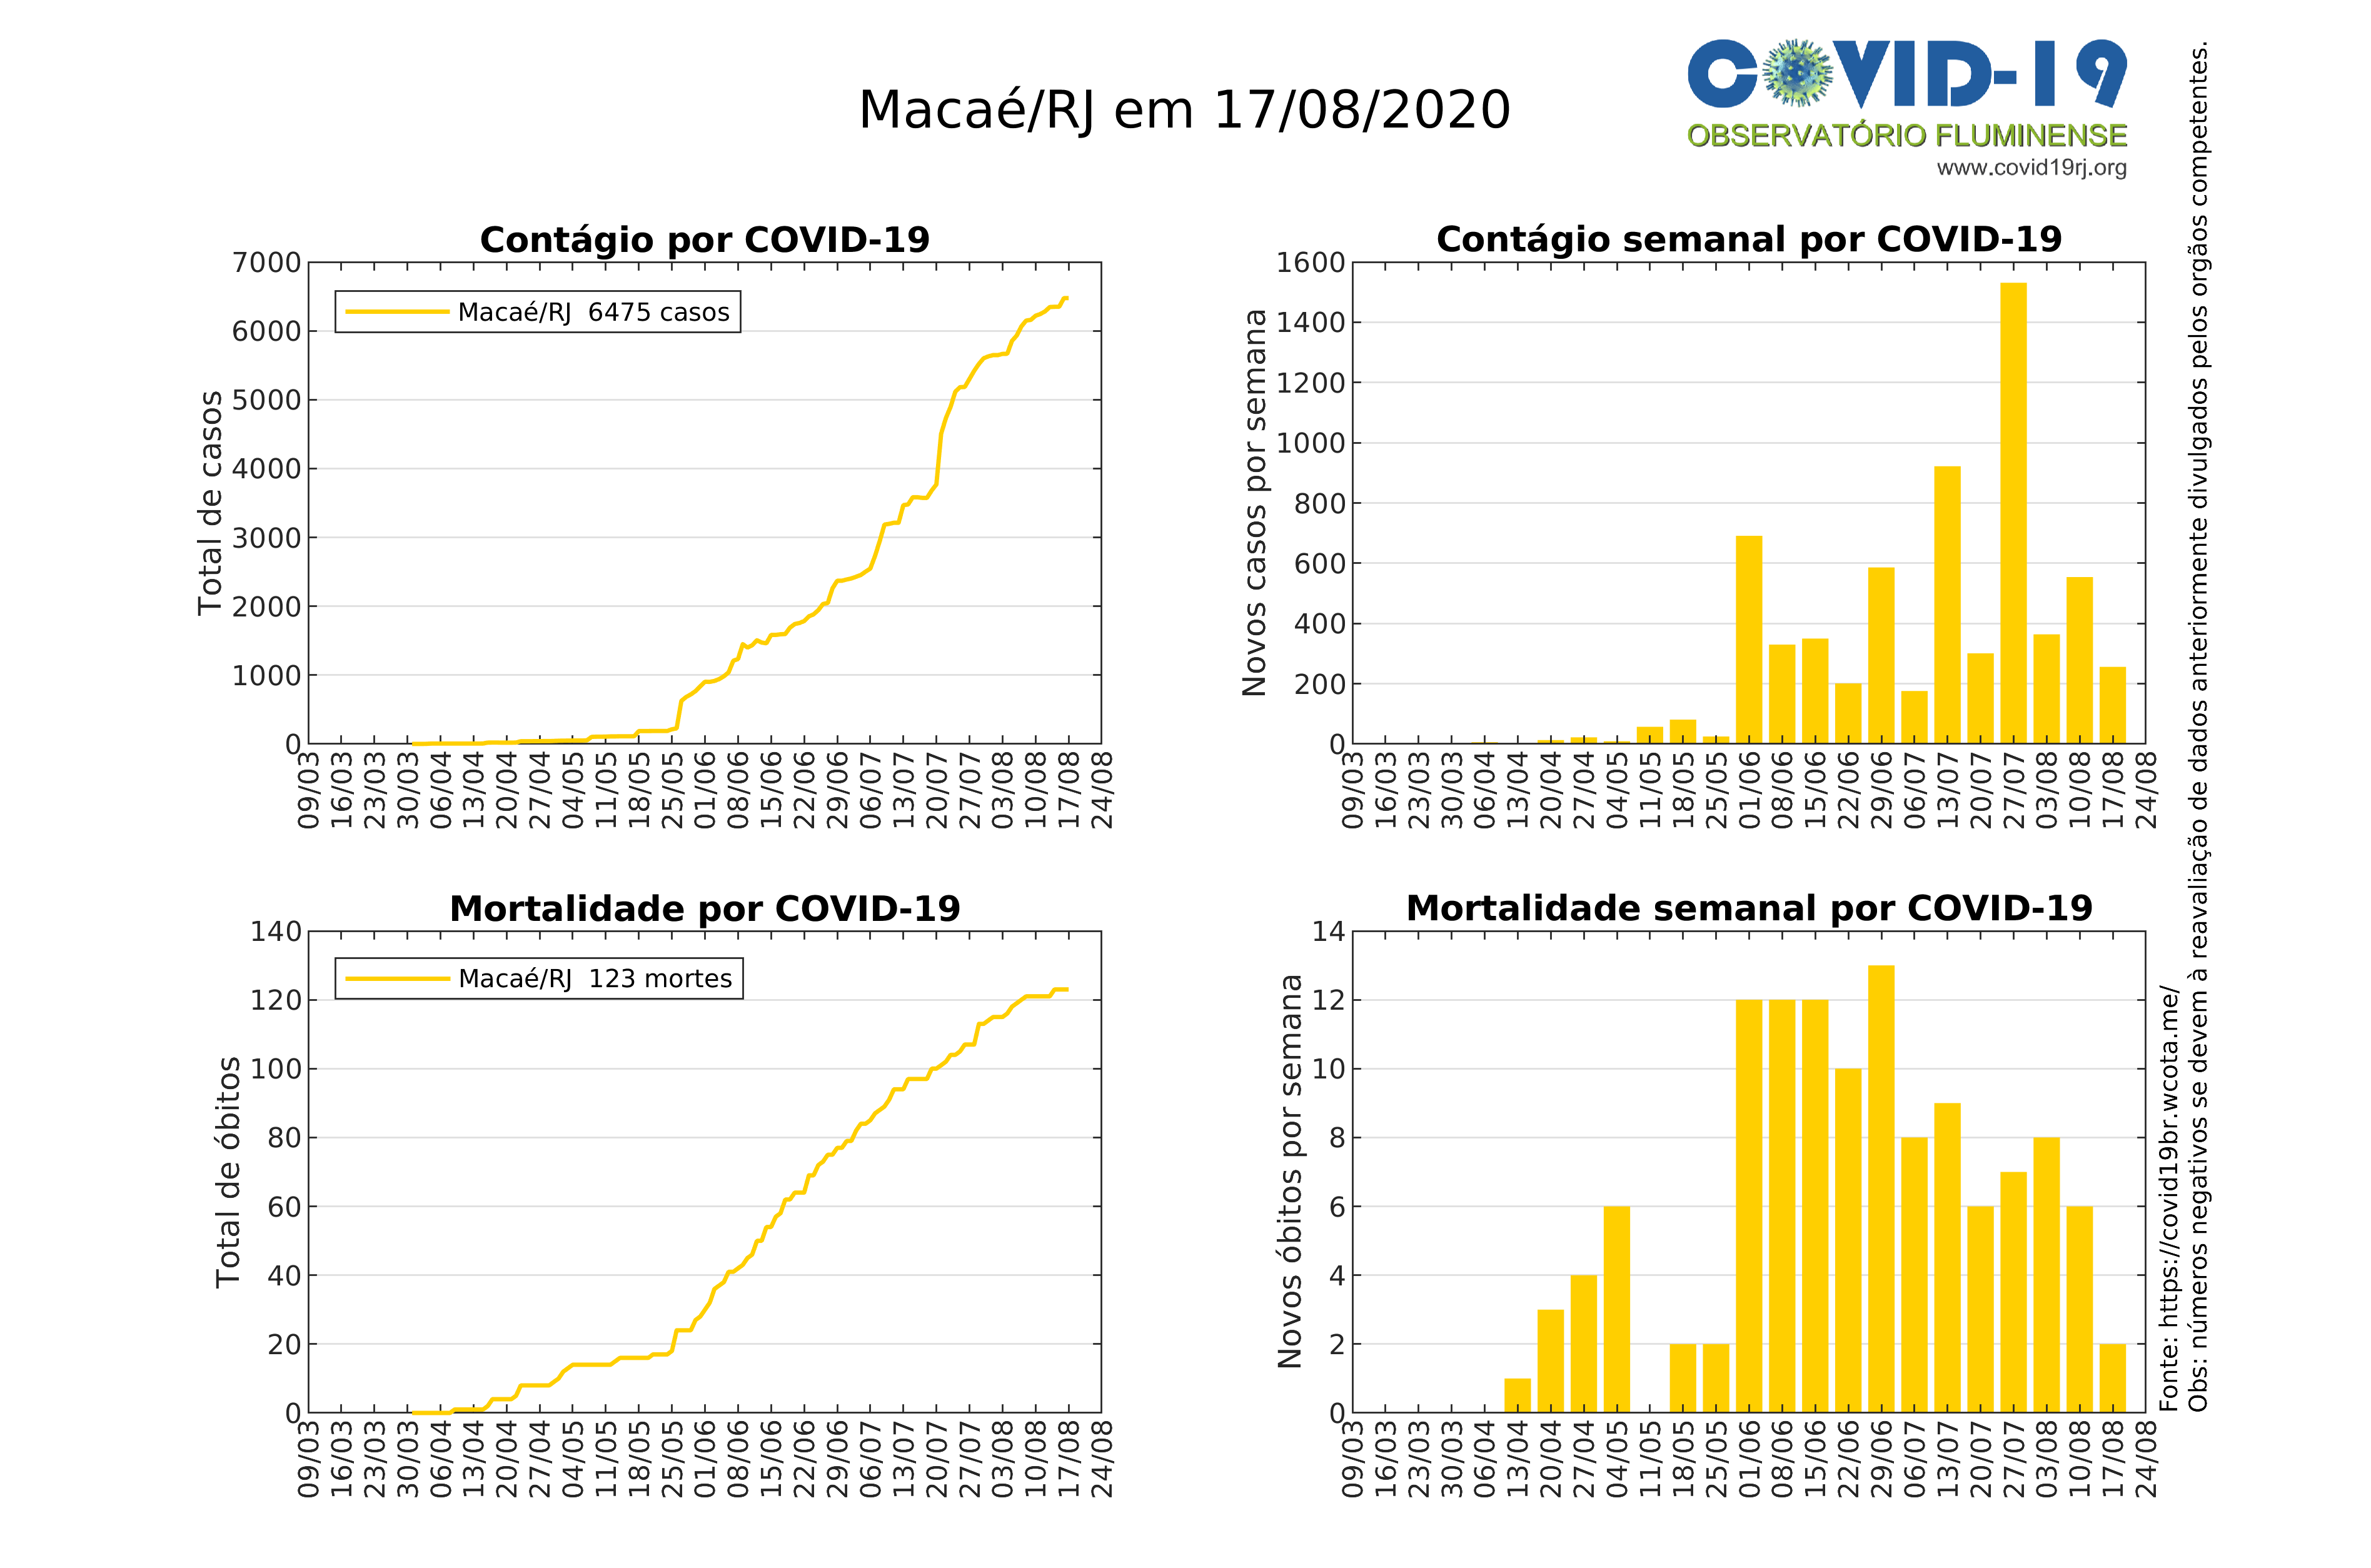 Macaé/RJ em 17/08/2020
COVID-19
OBSERVATÓRIO FLUMINENSE
www.covid19rj.org
Contágio por COVID-19
Total de casos
7000
6000
5000
4000
3000
2000
1000
0
Macaé/RJ 6475 casos
09/03 16/03 23/03 30/03 06/04 13/04 20/04 27/04 04/05 11/05 18/05 25/05 01/06 08/06 15/06 22/06 29/06 06/07 13/07 20/07 27/07 03/08 10/08 17/08 24/08
Contágio semanal por COVID-19
Novos casos por semana
1600
1400
1200
1000
800
600
400
200
0
09/03 16/03 23/03 30/03 06/04 13/04 20/04 27/04 04/05 11/05 18/05 25/05 01/06 08/06 15/06 22/06 29/06 06/07 13/07 20/07 27/07 03/08 10/08 17/08 24/08
Mortalidade por COVID-19
Total de óbitos
140
120
100
80
60
40
20
0
Macaé/RJ 123 mortes
09/03 16/03 23/03 30/03 06/04 13/04 20/04 27/04 04/05 11/05 18/05 25/05 01/06 08/06 15/06 22/06 29/06 06/07 13/07 20/07 27/07 03/08 10/08 17/08 24/08
Mortalidade semanal por COVID-19
Novos óbitos por semana
14
12
10
8
6
4
2
0
09/03 16/03 23/03 30/03 06/04 13/04 20/04 27/04 04/05 11/05 18/05 25/05 01/06 08/06 15/06 22/06 29/06 06/07 13/07 20/07 27/07 03/08 10/08 17/08 24/08
Fonte: https://covid19br.wcota.me/
Obs: números negativos se devem à reavaliação de dados anteriormente divulgados pelos orgãos competentes.